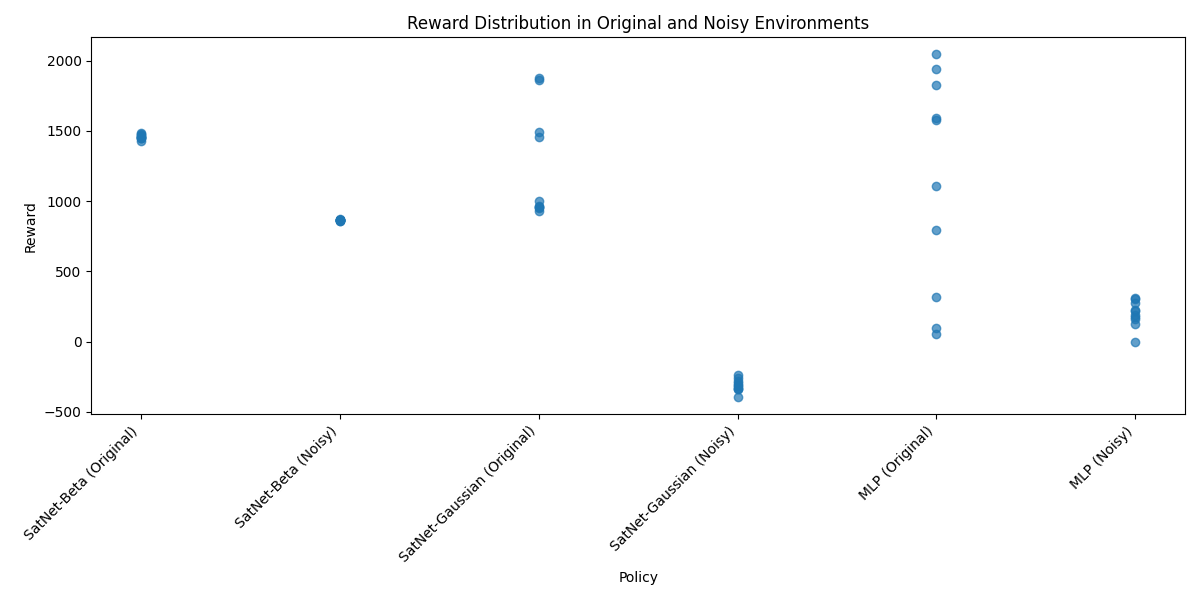 Reward Distribution in Original and Noisy Environments
Reward
2000
1500
1000
500
0
−500
SatNet-Beta (Original)
SatNet-Beta (Noisy)
SatNet-Gaussian (Original)
SatNet-Gaussian (Noisy)
MLP (Original)
MLP (Noisy)
Policy